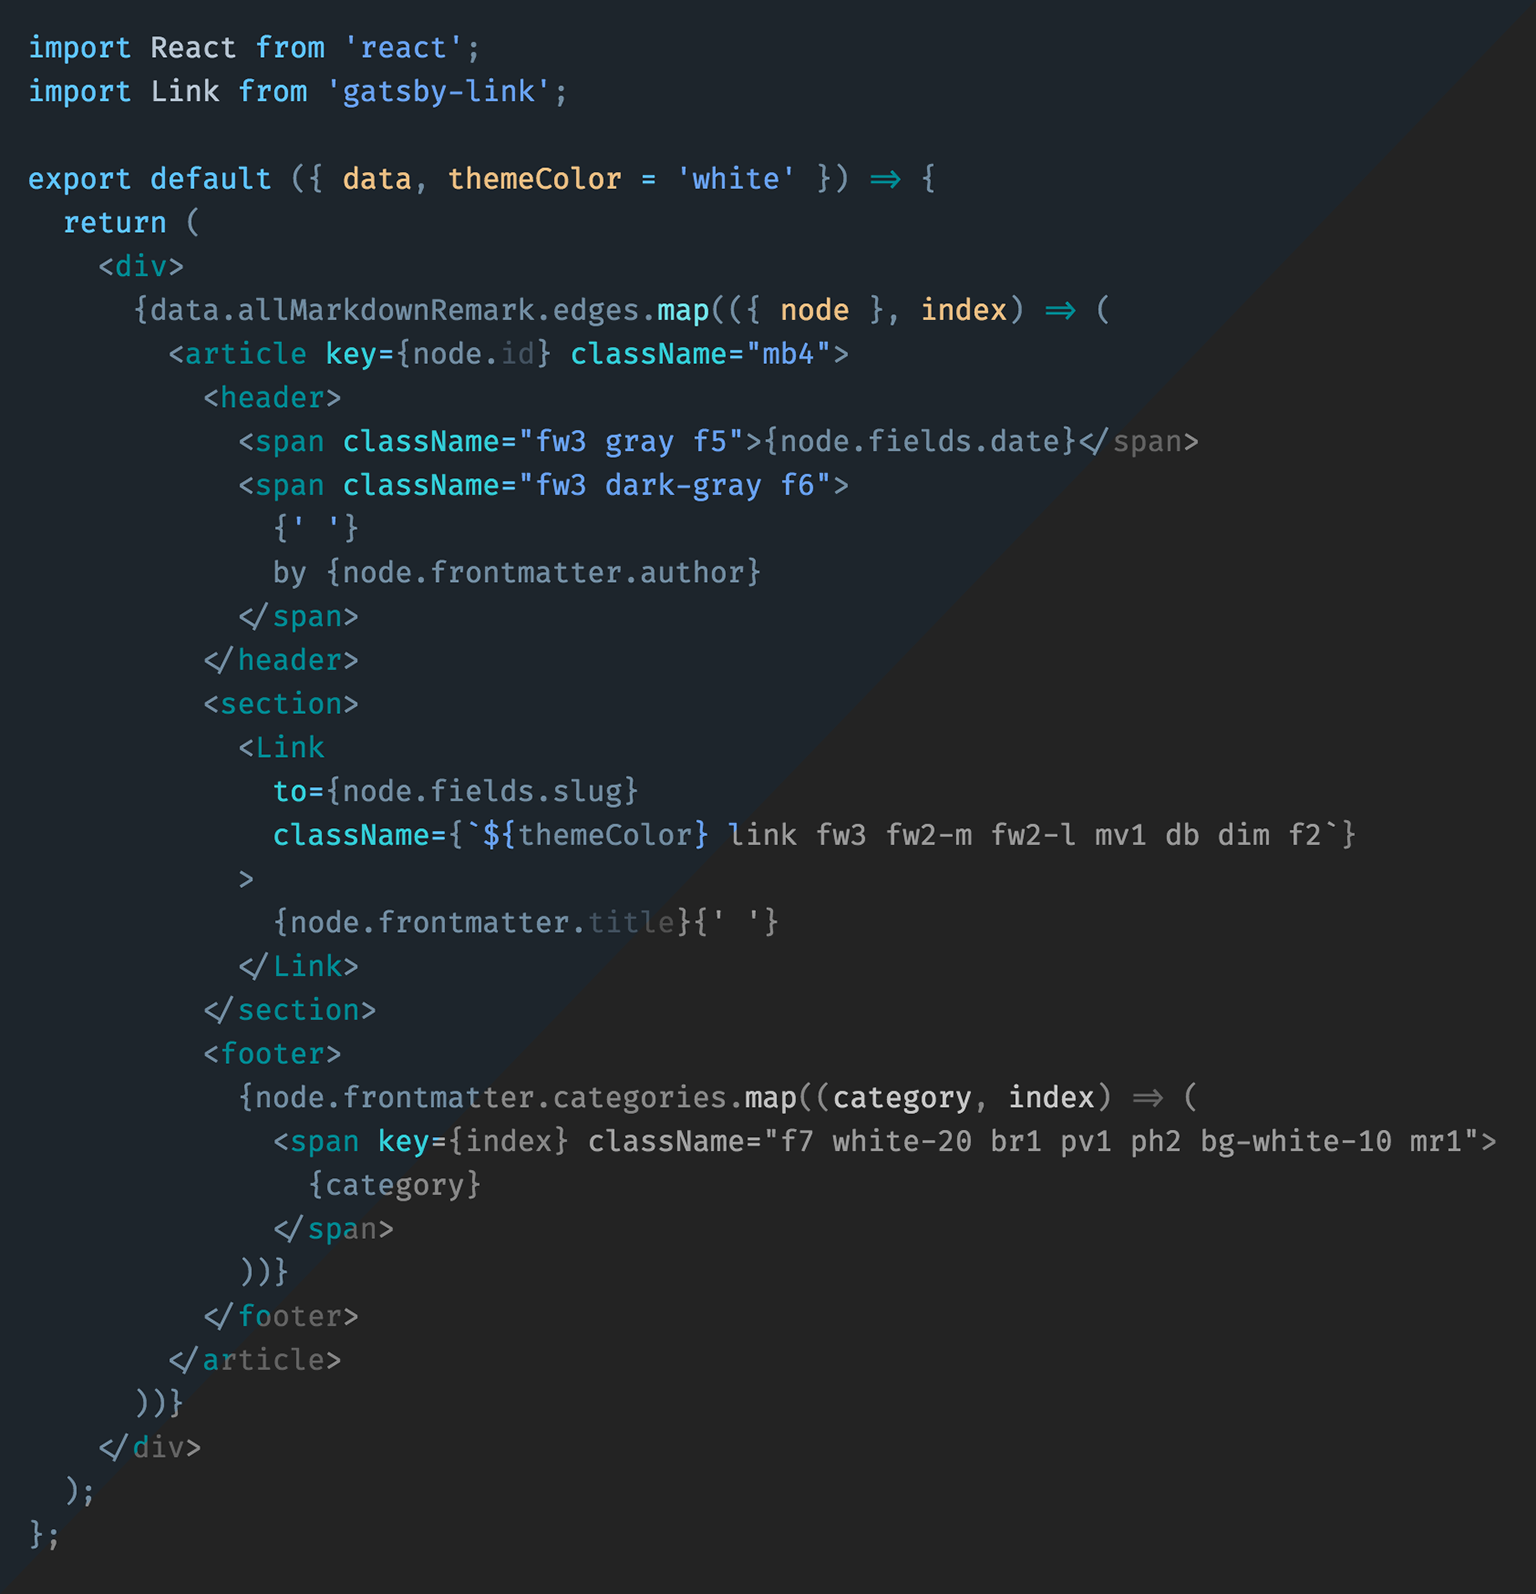 import React from 'react';
import Link from 'gatsby-link';

export default ({ data, themeColor = 'white' }) => {
  return (
    <div>
      {data.allMarkdownRemark.edges.map(({ node }, index) => (
        <article key={node.id} className="mb4">
          <header>
            <span className="fw3 gray f5">{node.fields.date}</span>
            <span className="fw3 dark-gray f6">
              {' '}
              by {node.frontmatter.author}
            </span>
          </header>
          <section>
            <Link
              to={node.fields.slug}
              className={`${themeColor} link fw3 fw2-m fw2-l mv1 db dim f2`}
            >
              {node.frontmatter.title}{' '}
            </Link>
          </section>
          <footer>
            {node.frontmatter.categories.map((category, index) => (
              <span key={index} className="f7 white-20 br1 pv1 ph2 bg-white-10 mr1">
                {category}
              </span>
            ))}
          </footer>
        </article>
      ))}
    </div>
  );
};